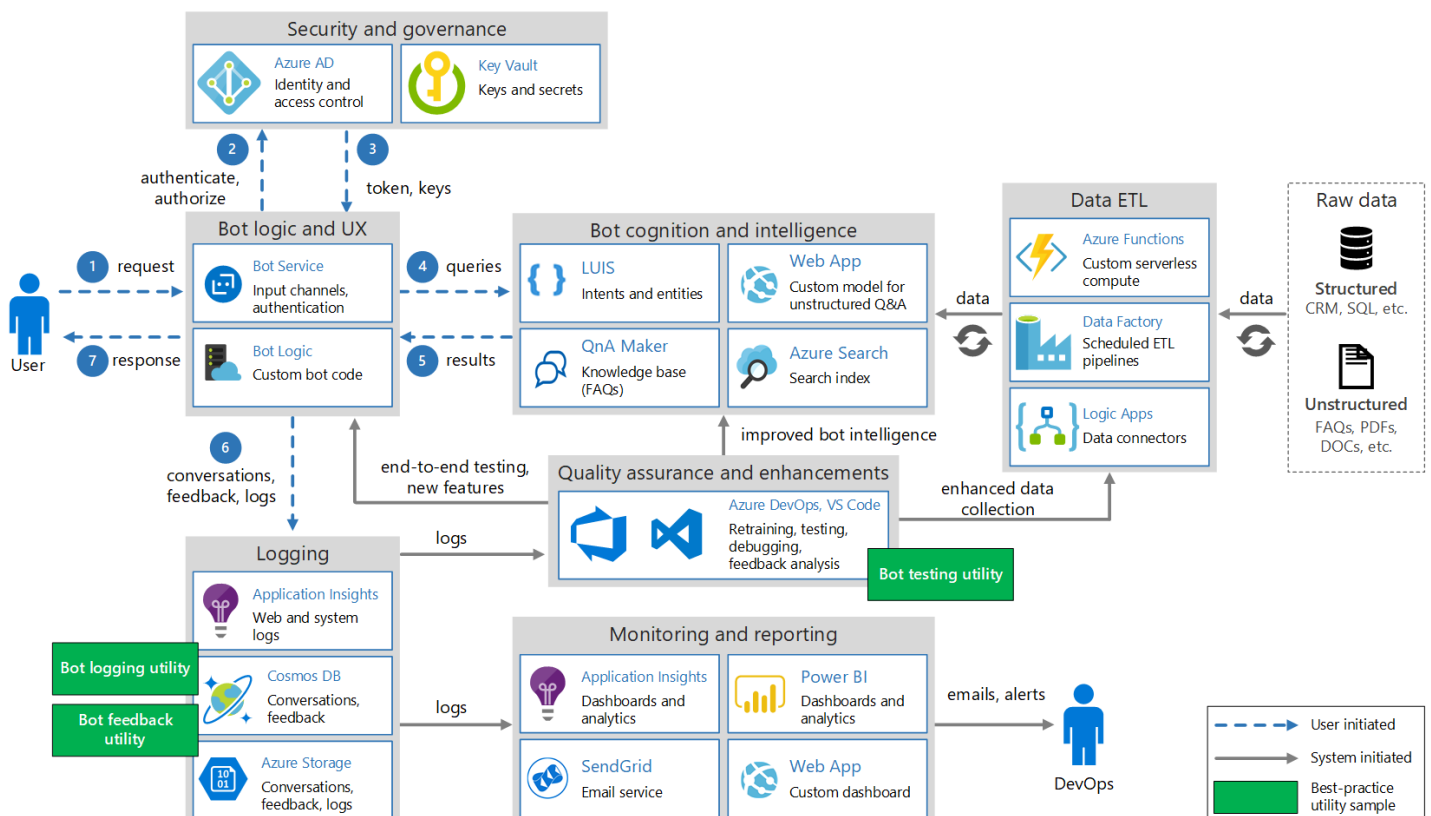 Security and governance
Azure AD
Identity and
access control
Key Vault
Keys and secrets
2
3
authenticate,
authorize
token, keys
Bot logic and UX
Bot Service
Input channels,
authentication
Bot Logic
Custom bot code
1
request
User
7
response
4
queries
5
results
Bot cognition and intelligence
LUIS
Intents and entities
Web App
Custom model for
unstructured Q&A
QnA Maker
Knowledge base
(FAQs)
Azure Search
Search index
data
Data ETL
Azure Functions
Custom serverless
compute
Data Factory
Scheduled ETL
pipelines
Logic Apps
Data connectors
data
Raw data
Structured
CRM, SQL, etc.
Unstructured
FAQs, PDFs,
DOCs, etc.
6
conversations,
feedback, logs
end-to-end testing,
new features
improved bot intelligence
Quality assurance and enhancements
Azure DevOps, VS Code
Retraining, testing,
debugging,
feedback analysis
Bot testing utility
enhanced data
collection
logs
Logging
Application Insights
Web and system
logs
Bot logging utility
Cosmos DB
Conversations,
feedback
Bot feedback
utility
10
01
Azure Storage
Conversations,
feedback, logs
logs
Monitoring and reporting
Application Insights
Dashboards and
analytics
Power BI
Dashboards and
analytics
SendGrid
Email service
Web App
Custom dashboard
emails, alerts
DevOps
User initiated
System initiated
Best-practice
utility sample